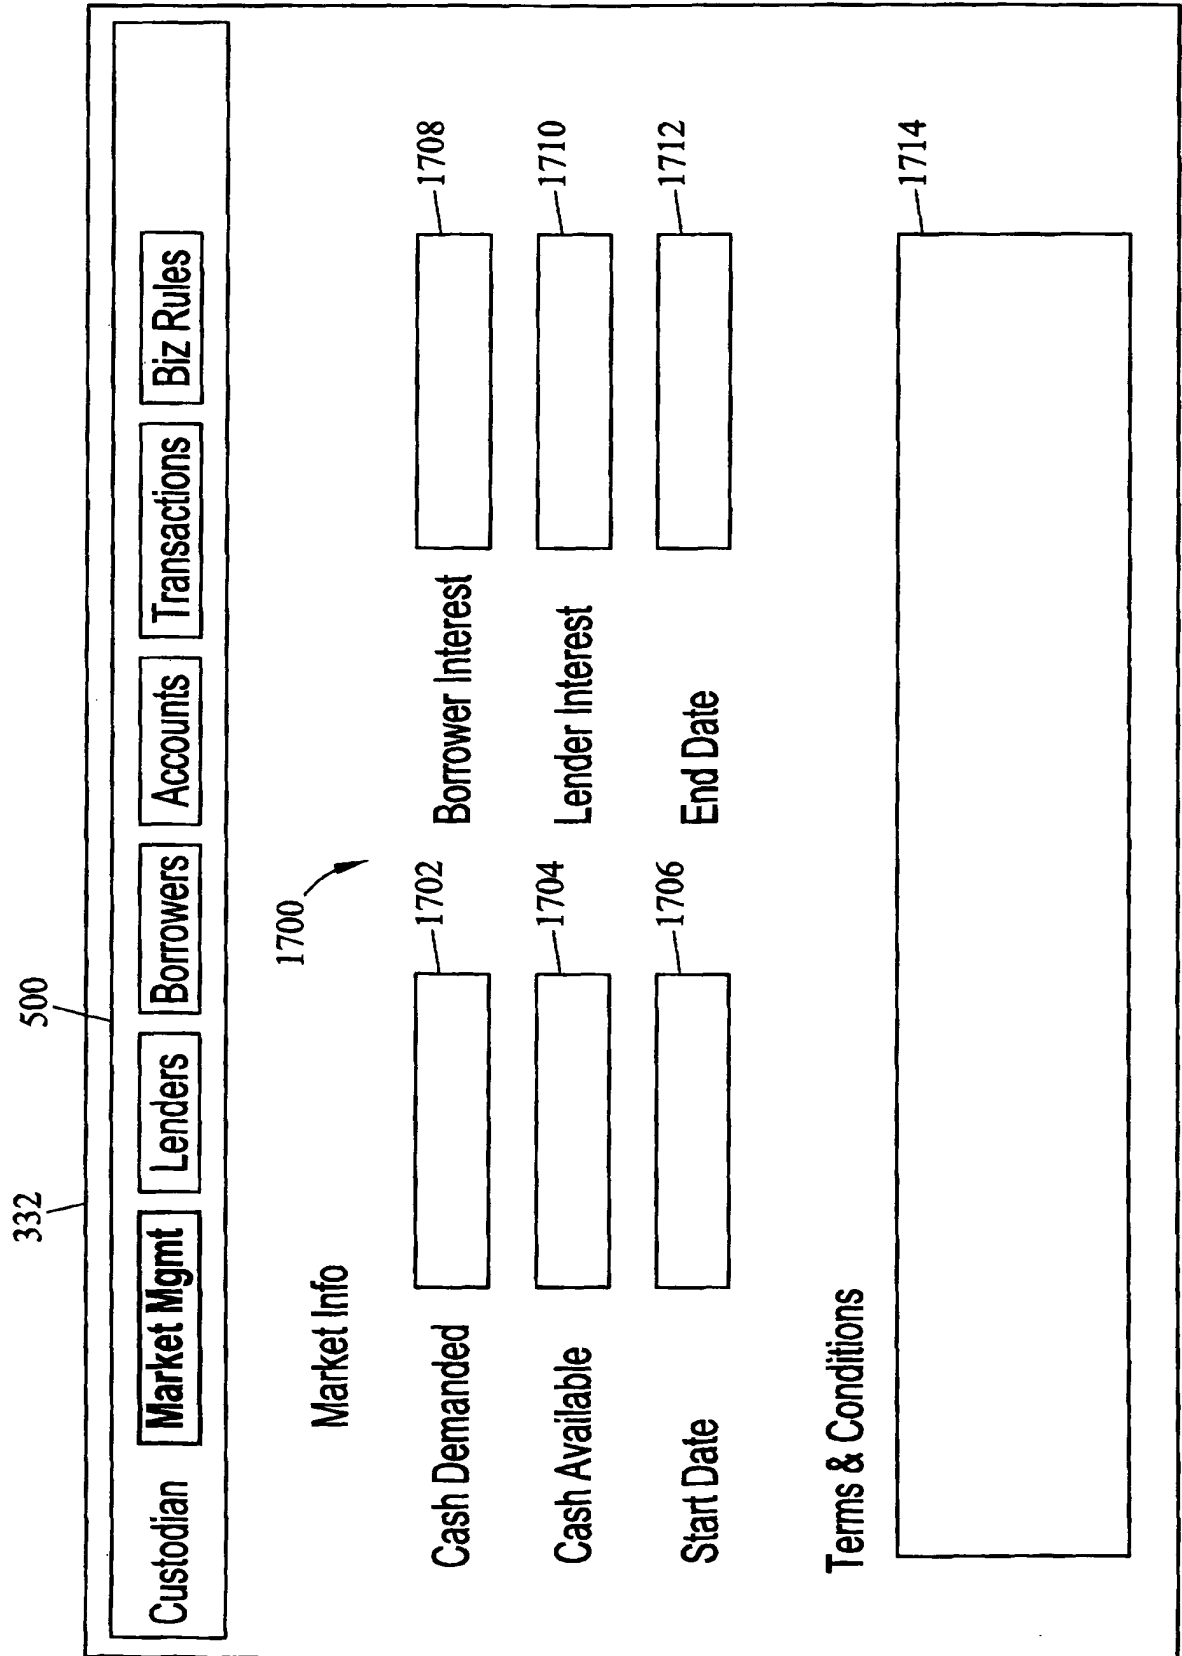 332 500
Custodian Market Mgmt Lenders Borrowers Accounts Transactions Biz Rules
1700
Market Info
Cash Demanded 1702 Borrower Interest 1708
Cash Available 1704 Lender Interest 1710
Start Date 1706 End Date 1712
Terms & Conditions
1714